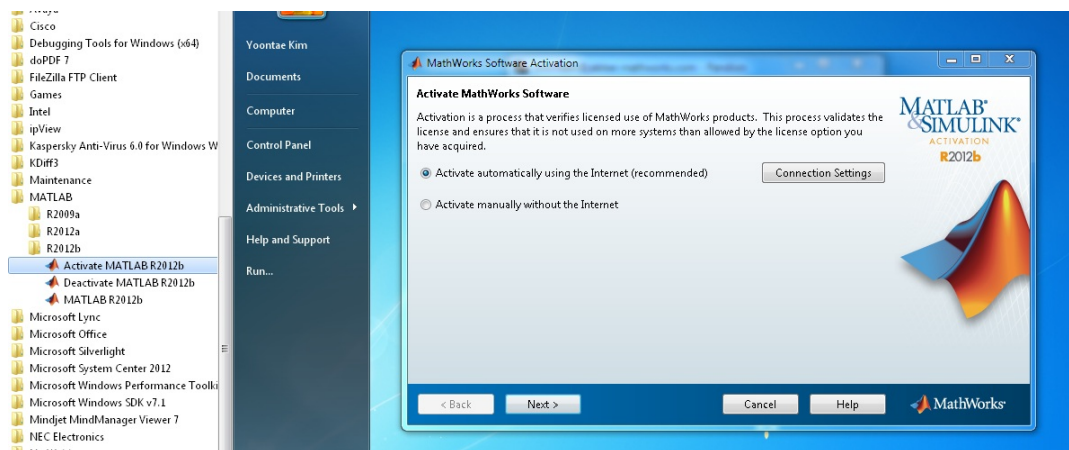 Cisco
Debugging Tools for Windows (x64)
doPDF 7
FileZilla FTP Client
Games
Intel
ipView
Kaspersky Anti-Virus 6.0 for Windows W
KDiff3
Maintenance
MATLAB
R2009a
R2012a
R2012b
Activate MATLAB R2012b
Deactivate MATLAB R2012b
MATLAB R2012b
Microsoft Lync
Microsoft Office
Microsoft Silverlight
Microsoft System Center 2012
Microsoft Windows Performance Toolki
Microsoft Windows SDK v7.1
Mindjet MindManager Viewer 7
NEC Electronics
Yoontae Kim
Documents
Computer
Control Panel
Devices and Printers
Administrative Tools
Help and Support
Run...
MathWorks Software Activation
Activate MathWorks Software
Activation is a process that verifies licensed use of MathWorks products. This process validates the
license and ensures that it is not used on more systems than allowed by the license option you
have acquired.
Activate automatically using the Internet (recommended)
Connection Settings
Activate manually without the Internet
MATLAB®
&SIMULINK®
ACTIVATION
R2012b
< Back
Next >
Cancel
Help
MathWorks®